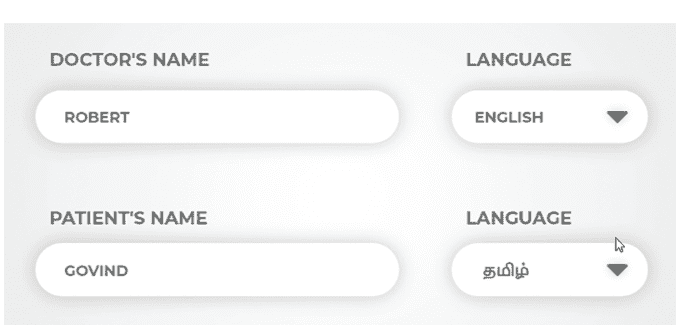 DOCTOR'S NAME LANGUAGE
ROBERT ENGLISH
PATIENT'S NAME LANGUAGE
GOVIND தமிழ்